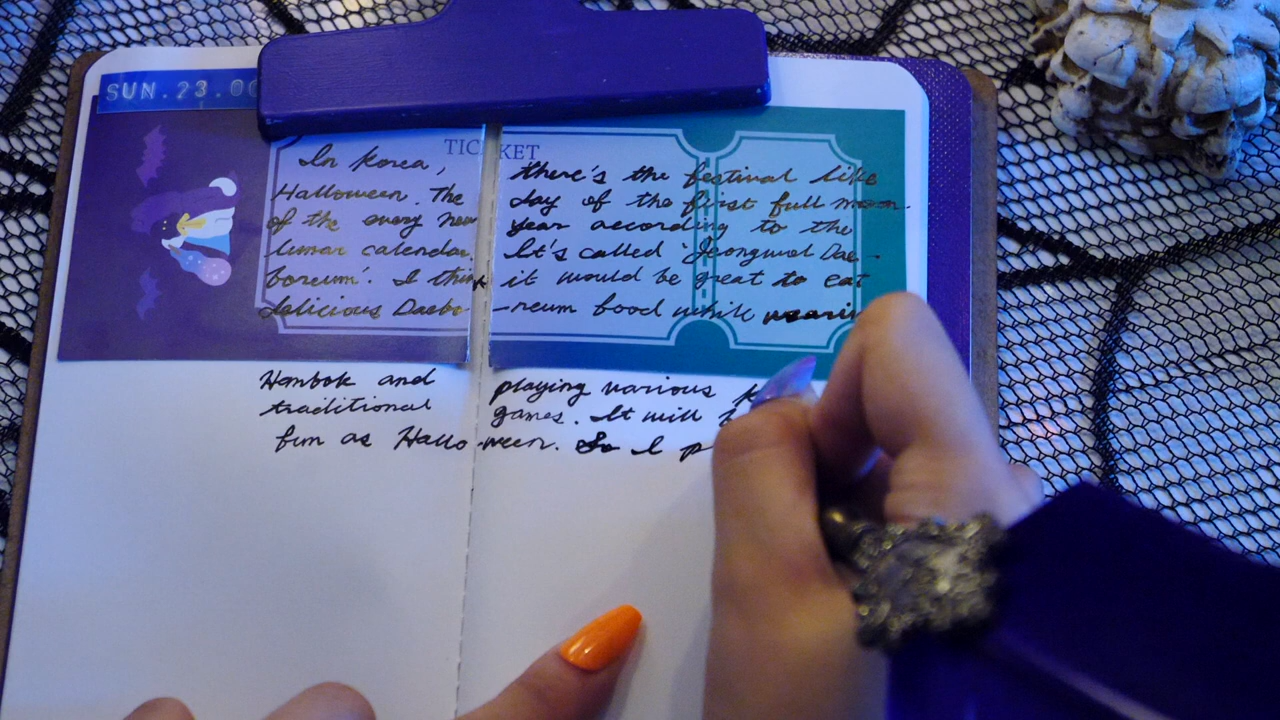 SUN.23.0
TICKET
In Korea, there's the festival like
Halloween. The day of the first full moon
of the every new year according to the
lunar calendar. It's called 'Jeongwol Dae-
boreum'. I think it would be great to eat
delicious Daebo-reum food while wearin
Hanbok and playing various
traditional games. It will
fun as Hallo-ween. So I p